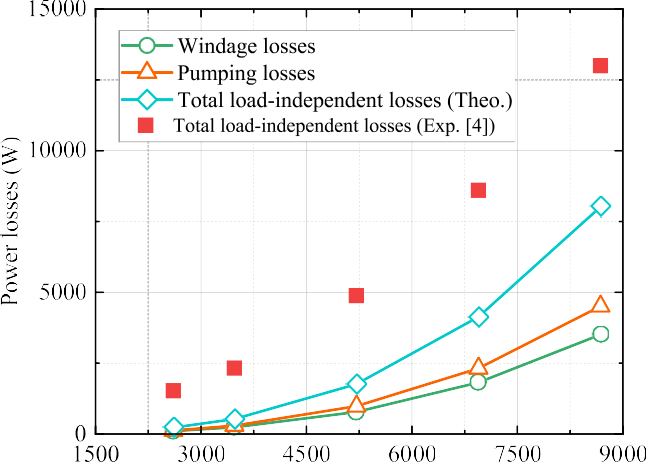 15000
Windage losses
Pumping losses
Total load-independent losses (Theo.)
Total load-independent losses (Exp. [4])
10000
Power losses (W)
5000
0
1500 3000 4500 6000 7500 9000